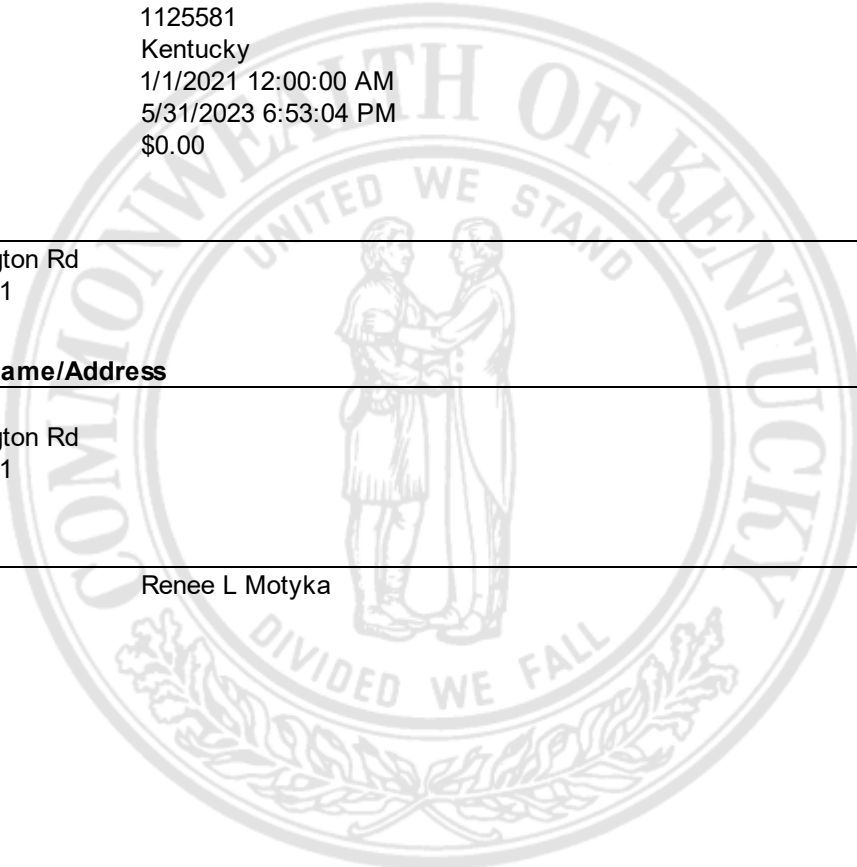 1125581
Kentucky
1/1/2021 12:00:00 AM
5/31/2023 6:53:04 PM
$0.00
COMMONWEALTH OF KENTUCKY
UNITED WE STAND
gton Rd
1
ame/Address
gton Rd
1
Renee L Motyka
DIVIDED WE FALL